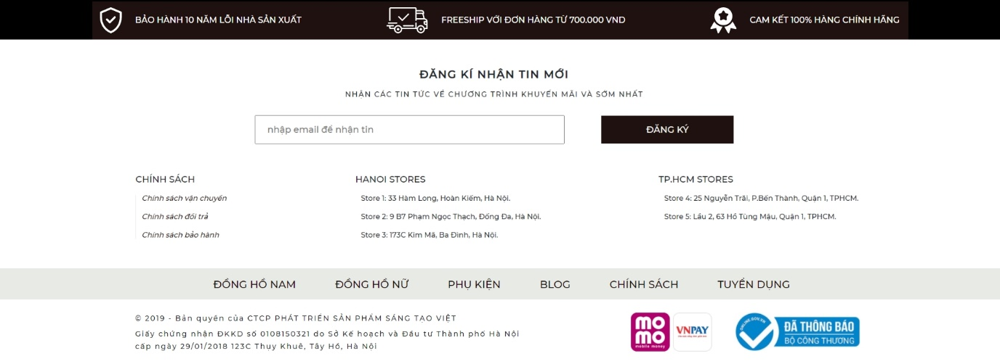 BẢO HÀNH 10 NĂM LỖI NHÀ SẢN XUẤT
FREESHIP VỚI ĐƠN HÀNG TỪ 700.000 VND
CAM KẾT 100% HÀNG CHÍNH HÃNG
ĐĂNG KÍ NHẬN TIN MỚI
NHẬN CÁC TIN TỨC VỀ CHƯƠNG TRÌNH KHUYẾN MÃI VÀ SỚM NHẤT
nhập email để nhận tin
ĐĂNG KÝ
CHÍNH SÁCH
Chính sách vận chuyển
Chính sách đổi trả
Chính sách bảo hành
HANOI STORES
Store 1: 33 Hàm Long, Hoàn Kiếm, Hà Nội.
Store 2: 9 B7 Phạm Ngọc Thạch, Đống Đa, Hà Nội.
Store 3: 173C Kim Mã, Ba Đình, Hà Nội.
TP.HCM STORES
Store 4: 25 Nguyễn Trãi, P.Bến Thành, Quận 1, TPHCM.
Store 5: Lầu 2, 63 Hồ Tùng Mậu, Quận 1, TPHCM.
ĐỒNG HỒ NAM
ĐỒNG HỒ NỮ
PHỤ KIỆN
BLOG
CHÍNH SÁCH
TUYỂN DỤNG
© 2019 - Bản quyền của CTCP PHÁT TRIỂN SẢN PHẨM SÁNG TẠO VIỆT
Giấy chứng nhận ĐKKD số 0108150321 do Sở Kế hoạch và Đầu tư Thành phố Hà Nội
cấp ngày 29/01/2018 123C Thụy Khuê, Tây Hồ, Hà Nội
mo
mo
mobile money
VNPAY
ONLINE.GOV.VN
ĐÃ THÔNG BÁO
BỘ CÔNG THƯƠNG